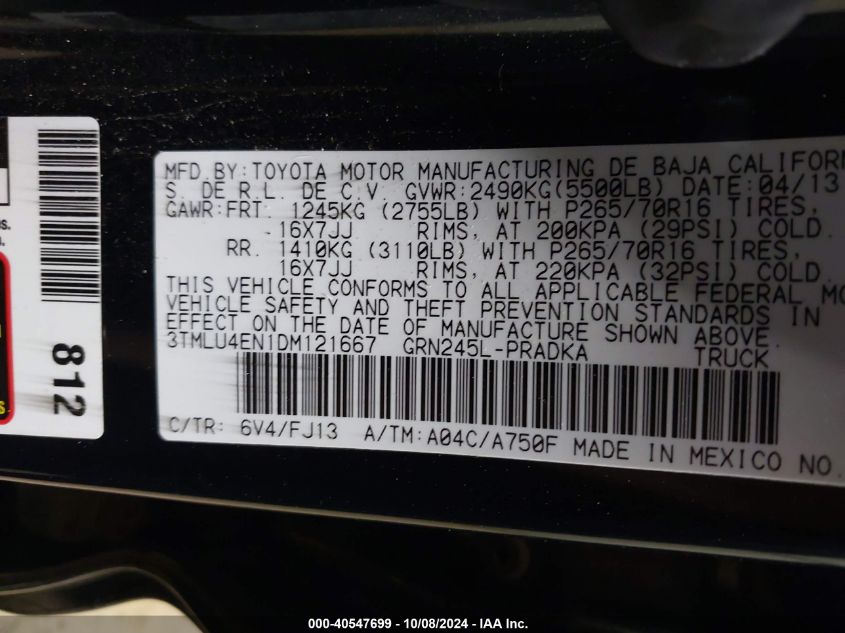 MFD. BY: TOYOTA MOTOR MANUFACTURING DE BAJA CALIFORN
S. DE R.L. DE C.V. GVWR:2490KG(5500LB) DATE:04/13
GAWR:FRT. 1245KG (2755LB) WITH P265/70R16 TIRES,
16X7JJ RIMS, AT 200KPA (29PSI) COLD.
RR. 1410KG (3110LB) WITH P265/70R16 TIRES,
16X7JJ RIMS, AT 220KPA (32PSI) COLD.
THIS VEHICLE CONFORMS TO ALL APPLICABLE FEDERAL MO
VEHICLE SAFETY AND THEFT PREVENTION STANDARDS IN
EFFECT ON THE DATE OF MANUFACTURE SHOWN ABOVE.
3TMLU4EN1DM121667 GRN245L-PRADKA TRUCK
C/TR: 6V4/FJ13 A/TM:A04C/A750F MADE IN MEXICO NO.
812
000-40547699 - 10/08/2024 - IAA Inc.